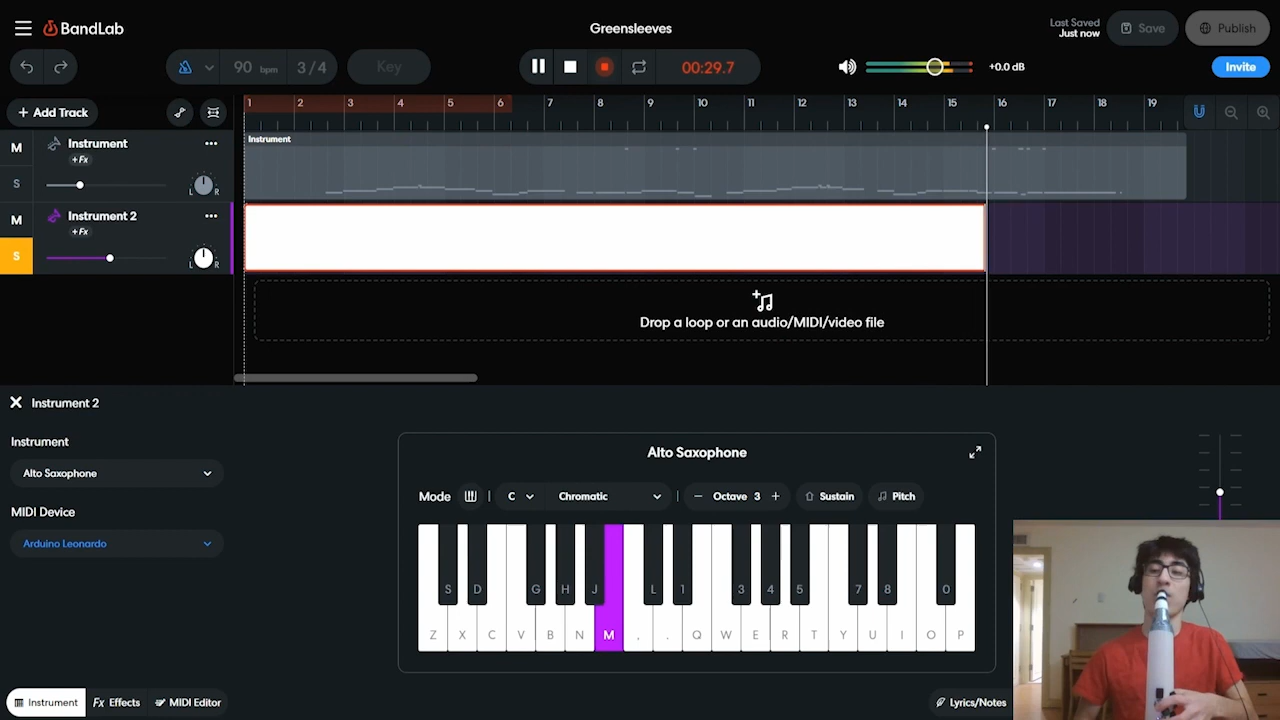 BandLab
Greensleeves
Last Saved
Just now
Save
Publish
90 bpm
3/4
Key
00:29.7
+0.0 dB
Invite
+ Add Track
1 2 3 4 5 6 7 8 9 10 11 12 13 14 15 16 17 18 19
M
Instrument
+Fx
S
L R
Instrument
M
Instrument 2
+Fx
S
L R
Drop a loop or an audio/MIDI/video file
Instrument 2
Instrument
Alto Saxophone
MIDI Device
Arduino Leonardo
Alto Saxophone
Mode
C
Chromatic
− Octave 3 +
Sustain
Pitch
S D G H J L 1 3 4 5 7 8 0
Z X C V B N M , . Q W E R T Y U I O P
Instrument
Fx Effects
MIDI Editor
Lyrics/Notes